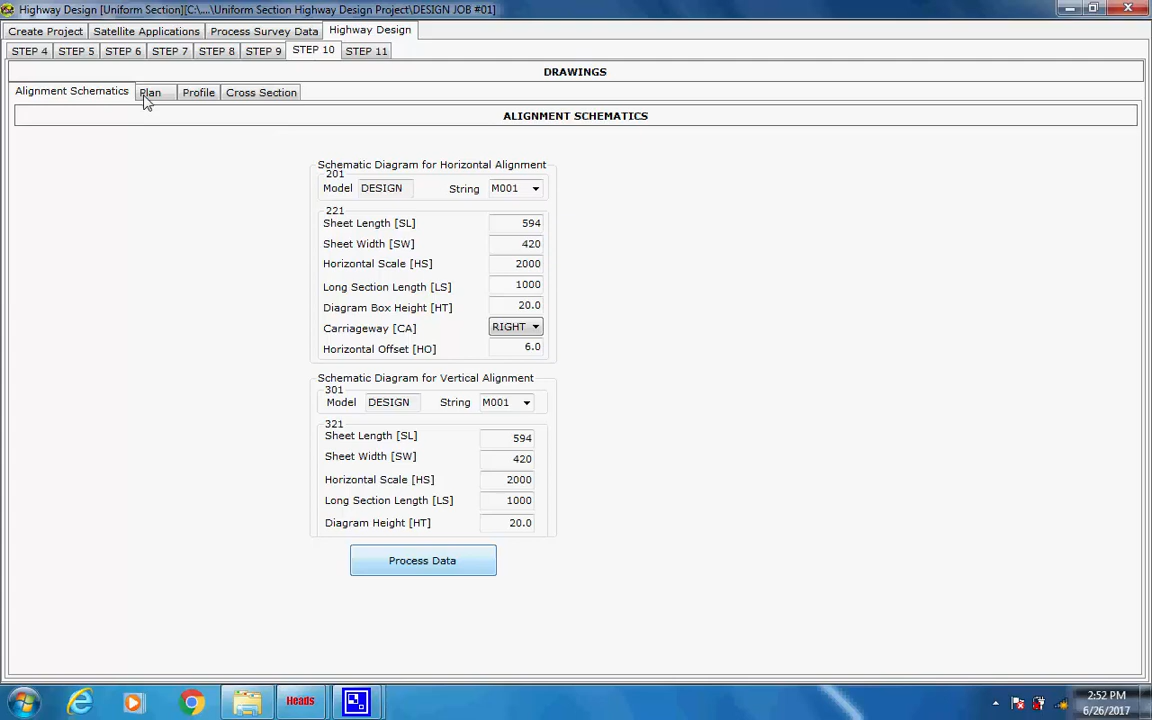 Highway Design [Uniform Section][C:\....\Uniform Section Highway Design Project\DESIGN JOB #01]
Create Project Satellite Applications Process Survey Data Highway Design
STEP 4 STEP 5 STEP 6 STEP 7 STEP 8 STEP 9 STEP 10 STEP 11
DRAWINGS
Alignment Schematics Plan Profile Cross Section
ALIGNMENT SCHEMATICS
Schematic Diagram for Horizontal Alignment
201
Model DESIGN String M001
221
Sheet Length [SL] 594
Sheet Width [SW] 420
Horizontal Scale [HS] 2000
Long Section Length [LS] 1000
Diagram Box Height [HT] 20.0
Carriageway [CA] RIGHT
Horizontal Offset [HO] 6.0
Schematic Diagram for Vertical Alignment
301
Model DESIGN String M001
321
Sheet Length [SL] 594
Sheet Width [SW] 420
Horizontal Scale [HS] 2000
Long Section Length [LS] 1000
Diagram Height [HT] 20.0
Process Data
Heads
2:52 PM
6/26/2017